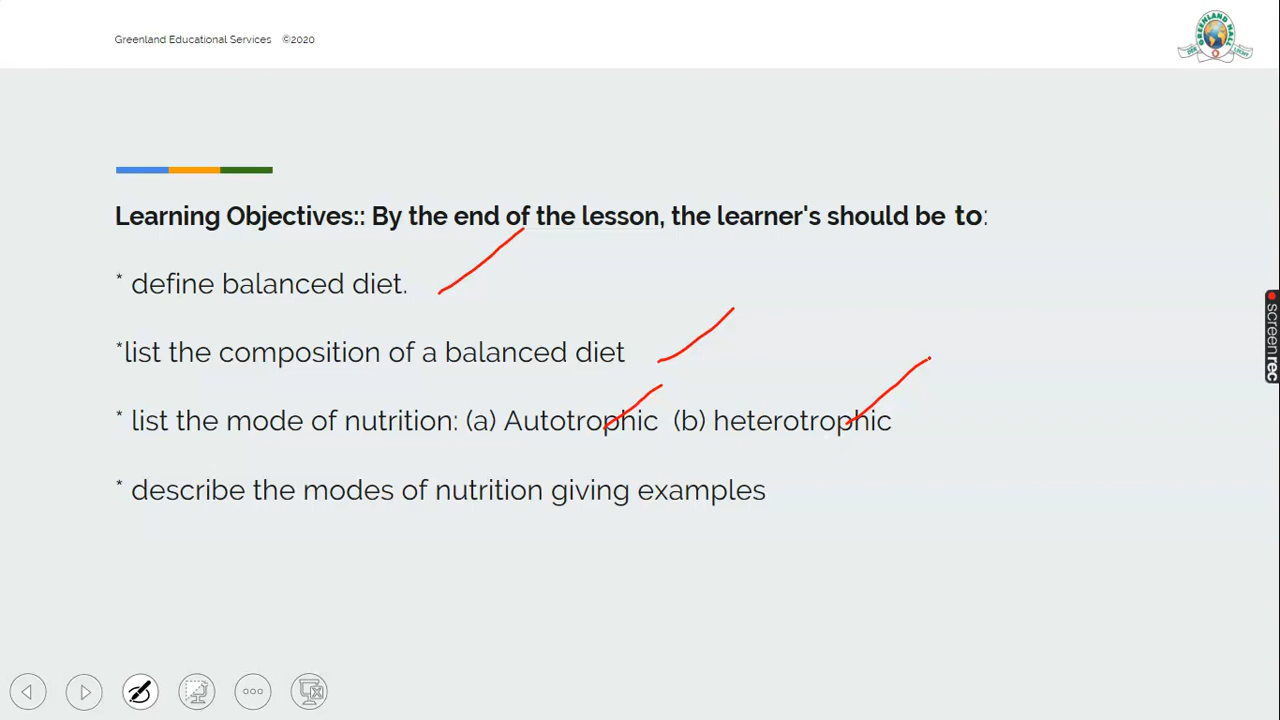 Greenland Educational Services ©2020
GREENLAND HALL
Learning Objectives:: By the end of the lesson, the learner's should be to:
* define balanced diet.
*list the composition of a balanced diet
* list the mode of nutrition: (a) Autotrophic (b) heterotrophic
* describe the modes of nutrition giving examples
screenrec